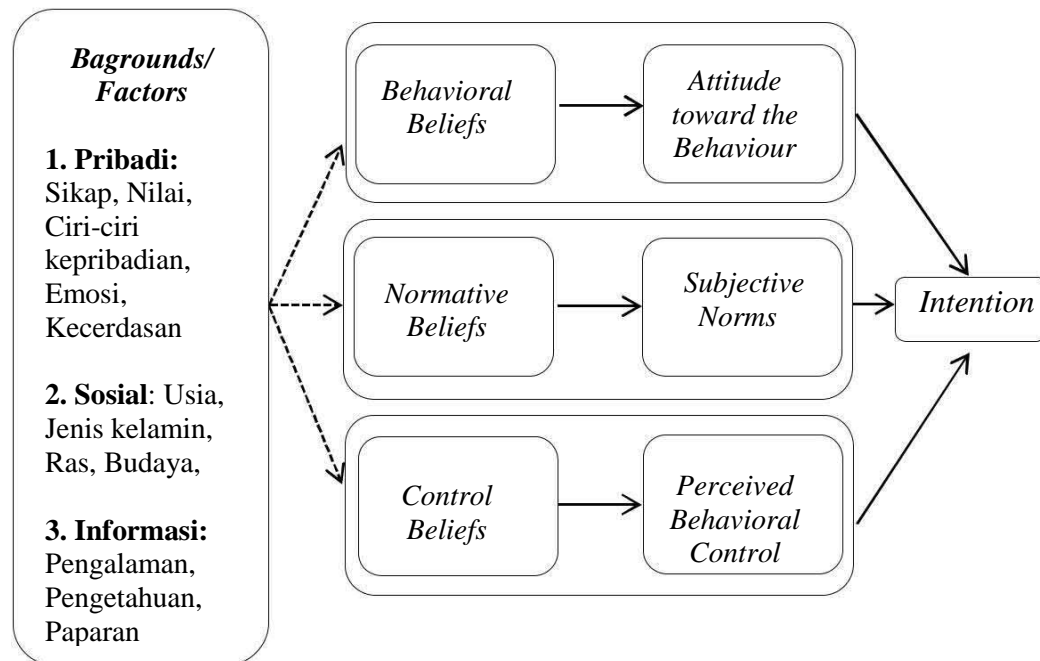 Bagrounds/
Factors
1. Pribadi:
Sikap, Nilai,
Ciri-ciri
kepribadian,
Emosi,
Kecerdasan
2. Sosial: Usia,
Jenis kelamin,
Ras, Budaya,
3. Informasi:
Pengalaman,
Pengetahuan,
Paparan
Behavioral
Beliefs
Attitude
toward the
Behaviour
Normative
Beliefs
Subjective
Norms
Control
Beliefs
Perceived
Behavioral
Control
Intention